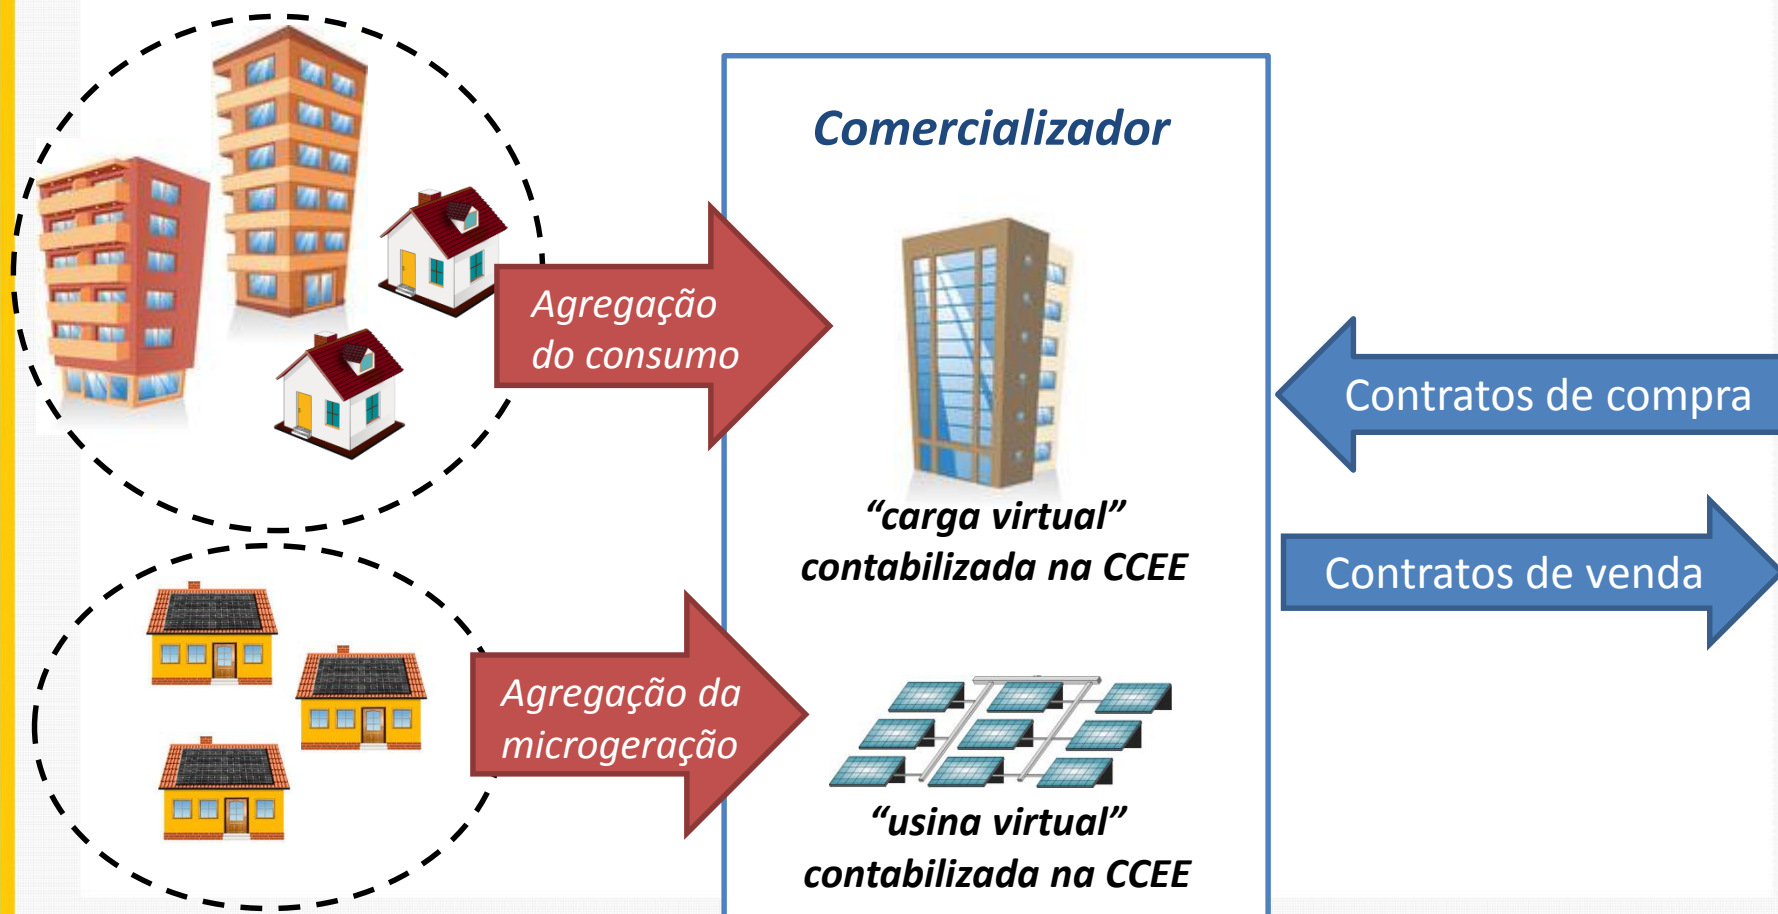 Comercializador
Agregação
do consumo
“carga virtual”
contabilizada na CCEE
Contratos de compra
Contratos de venda
Agregação da
microgeração
“usina virtual”
contabilizada na CCEE